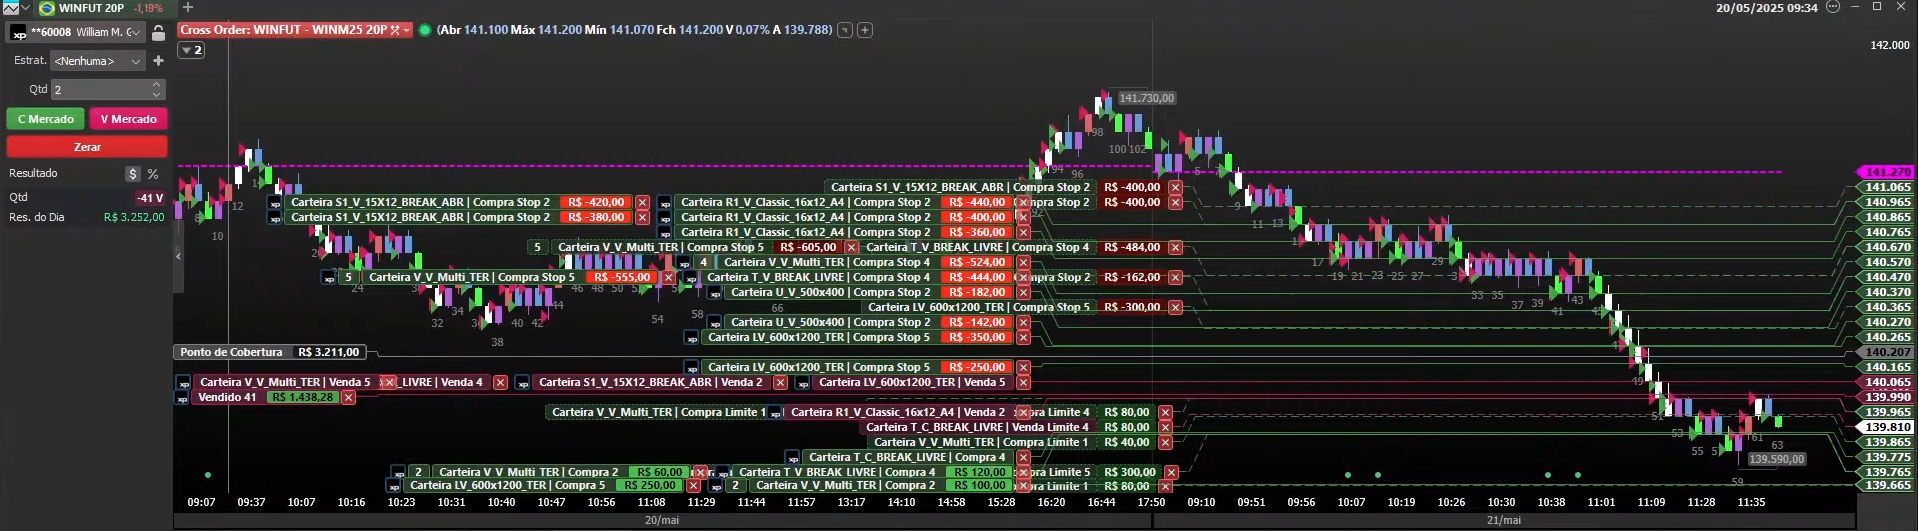 WINFUT 20P -1,19%
20/05/2025 09:34
xp **60008 William M. G
Cross Order: WINFUT - WINM25 20P (Abr 141.100 Máx 141.200 Mín 141.070 Fch 141.200 V 0,07% A 139.788)
2
142.000
Estrat. <Nenhuma>
Qtd 2
C Mercado V Mercado
Zerar
Resultado $ %
Qtd -41 V
Res. do Dia R$ 3.252,00
141.730,00
98
100 102
94 96
141.270
Carteira S1_V_15X12_BREAK_ABR | Compra Stop 2 R$ -400,00
141.065
Carteira S1_V_15X12_BREAK_ABR | Compra Stop 2 R$ -420,00
Carteira R1_V_Classic_16x12_A4 | Compra Stop 2 R$ -440,00
Compra Stop 2 R$ -400,00
140.965
Carteira S1_V_15X12_BREAK_ABR | Compra Stop 2 R$ -380,00
Carteira R1_V_Classic_16x12_A4 | Compra Stop 2 R$ -400,00
140.865
Carteira R1_V_Classic_16x12_A4 | Compra Stop 2 R$ -360,00
140.765
5 Carteira V_V_Multi_TER | Compra Stop 5 R$ -605,00
Carteira T_V_BREAK_LIVRE | Compra Stop 4 R$ -484,00
140.670
4 Carteira V_V_Multi_TER | Compra Stop 4 R$ -524,00
140.570
5 Carteira V_V_Multi_TER | Compra Stop 5 R$ -555,00
Carteira T_V_BREAK_LIVRE | Compra Stop 4 R$ -444,00
Compra Stop 2 R$ -162,00
140.470
Carteira U_V_500x400 | Compra Stop 2 R$ -182,00
140.370
Carteira LV_600x1200_TER | Compra Stop 5 R$ -300,00
140.365
Carteira U_V_500x400 | Compra Stop 2 R$ -142,00
140.270
Carteira LV_600x1200_TER | Compra Stop 5 R$ -350,00
140.265
Ponto de Cobertura R$ 3.211,00
140.207
Carteira LV_600x1200_TER | Compra Stop 5 R$ -250,00
140.165
Carteira V_V_Multi_TER | Venda 5
_LIVRE | Venda 4
Carteira S1_V_15X12_BREAK_ABR | Venda 2
Carteira LV_600x1200_TER | Venda 5
140.065
Vendido 41 R$ 1.438,28
139.990
Carteira V_V_Multi_TER | Compra Limite 1
Carteira R1_V_Classic_16x12_A4 | Venda 2
Limite 4 R$ 80,00
139.965
Carteira T_C_BREAK_LIVRE | Venda Limite 4 R$ 80,00
139.810
Carteira V_V_Multi_TER | Compra Limite 1 R$ 40,00
139.865
Carteira T_C_BREAK_LIVRE | Compra 4
139.775
139.590,00
2 Carteira V_V_Multi_TER | Compra 2 R$ 60,00
Carteira T_V_BREAK_LIVRE | Compra 4 R$ 120,00
Limite 5 R$ 300,00
139.765
Carteira LV_600x1200_TER | Compra 5 R$ 250,00
2 Carteira V_V_Multi_TER | Compra 2 R$ 100,00
Limite 1 R$ 80,00
139.665
09:07 09:37 10:07 10:16 10:23 10:31 10:40 10:47 10:56 11:08 11:29 11:44 11:57 13:17 14:10 14:58 15:28 16:20 16:44 17:50 09:10 09:51 09:56 10:10 10:19 10:26 10:30 10:38 11:01 11:09 11:28 11:35
20/mai 21/mai